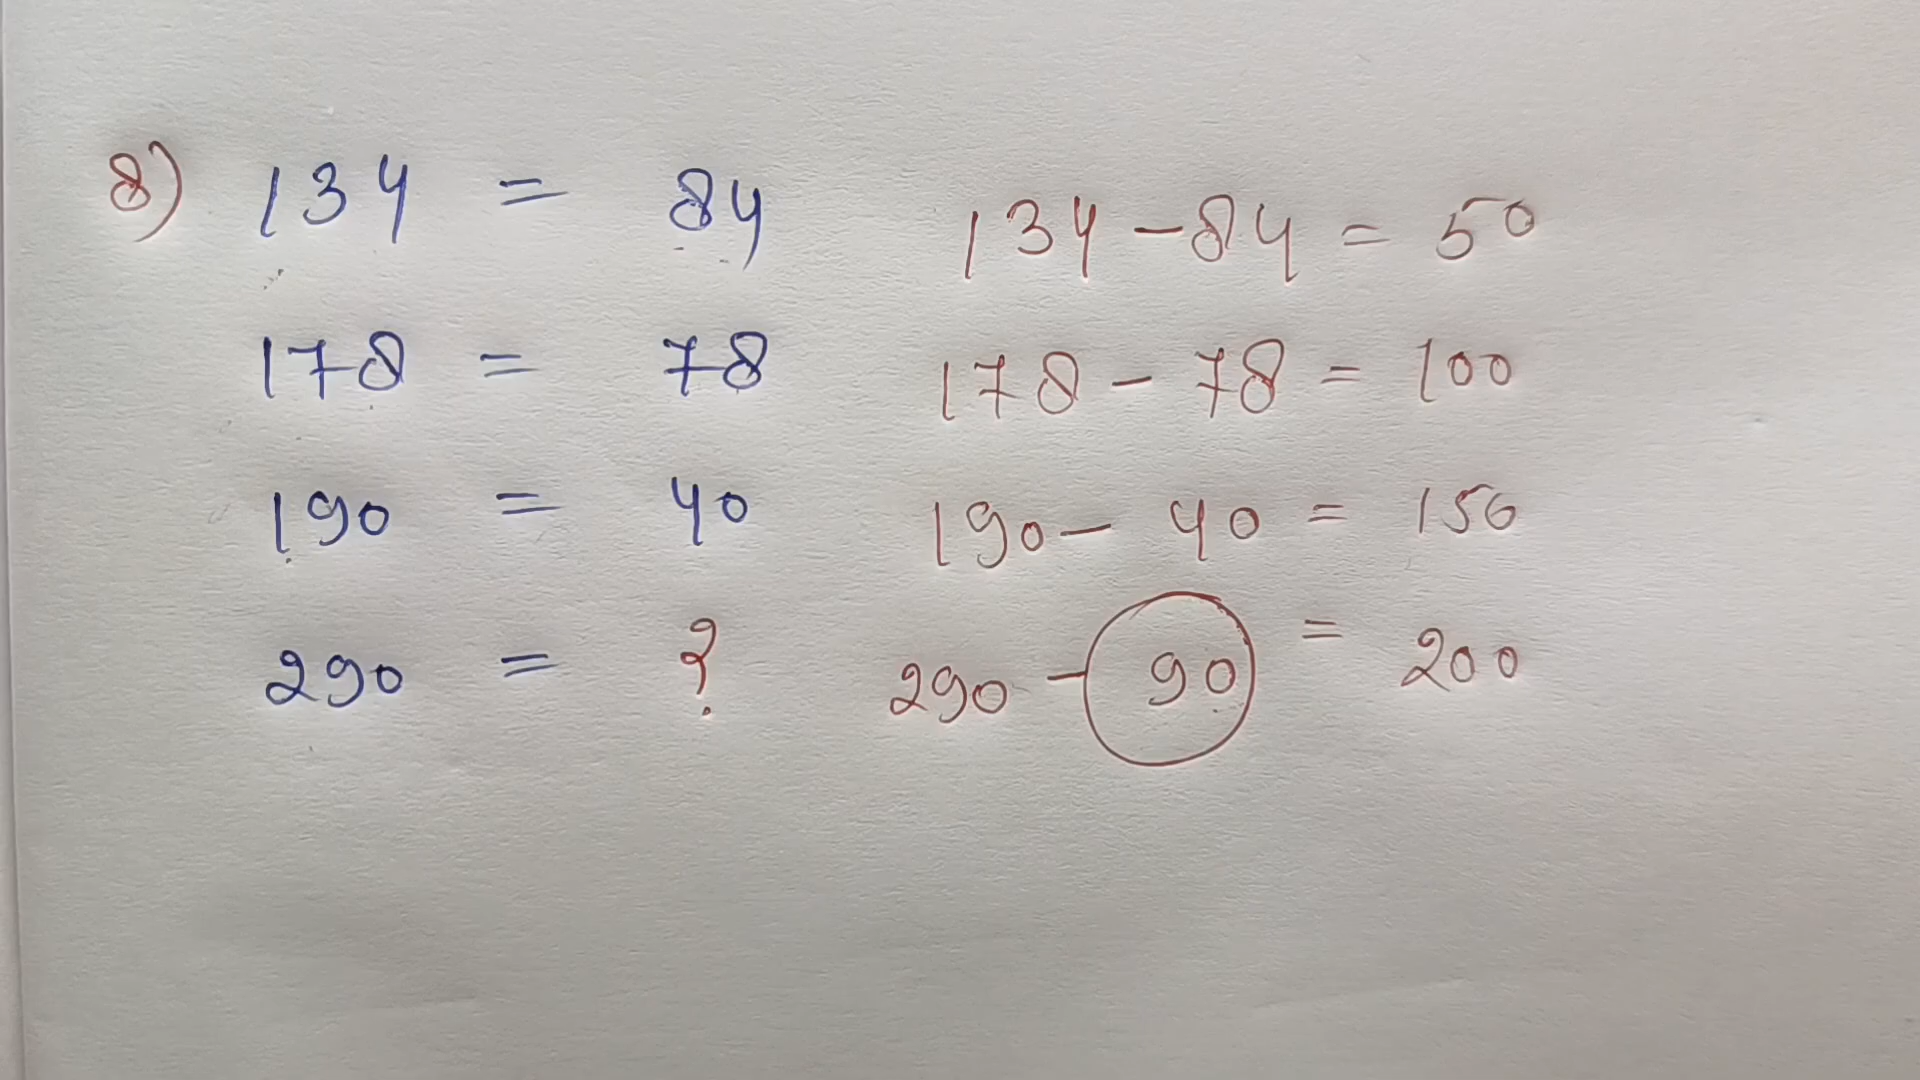 8) 134 = 84 134 - 84 = 50
178 = 78 178 - 78 = 100
190 = 40 190 - 40 = 150
290 = ? 290 - 90 = 200